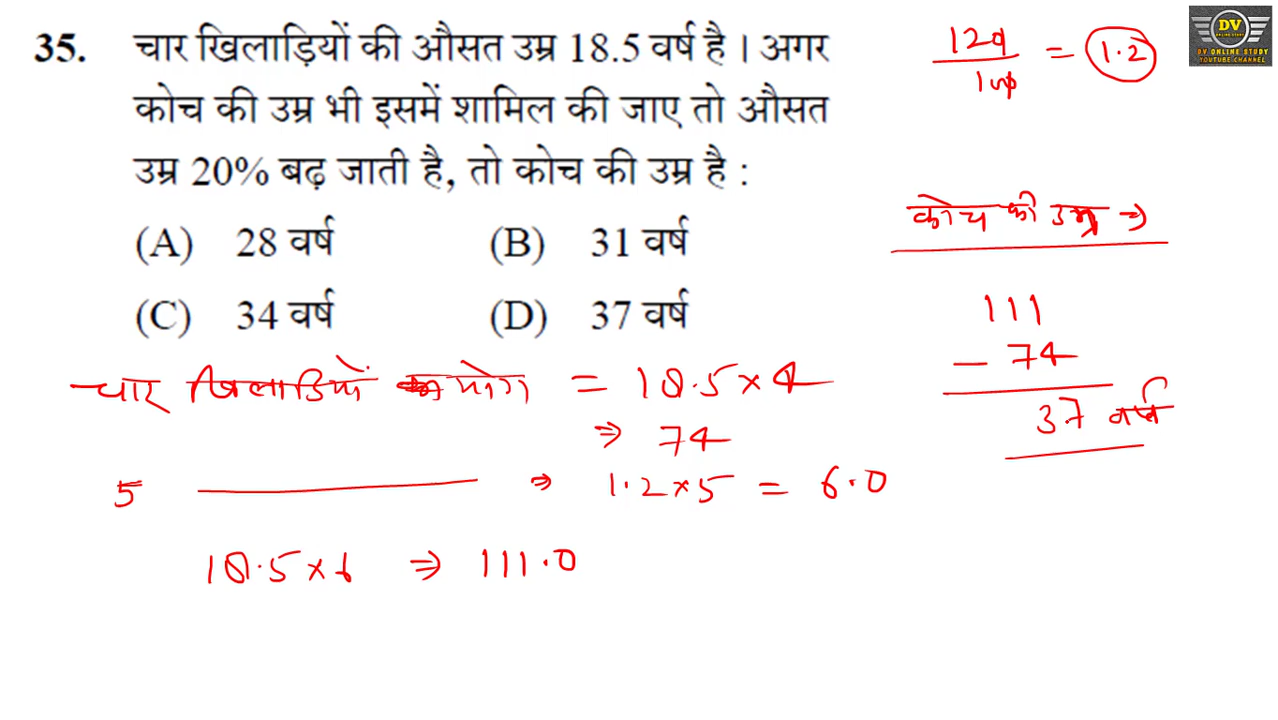 35. चार खिलाड़ियों की औसत उम्र 18.5 वर्ष है । अगर
कोच की उम्र भी इसमें शामिल की जाए तो औसत
उम्र 20% बढ़ जाती है, तो कोच की उम्र है :
(A) 28 वर्ष (B) 31 वर्ष
(C) 34 वर्ष (D) 37 वर्ष
चार खिलाडियों का योग = 18.5 × 4
⇒ 74
5 ⇒ 1.2 × 5 = 6.0
18.5 × 6 ⇒ 111.0
120/100 = 1.2
कोच की उम्र ⇒
111
- 74
37 वर्ष
DV
DV ONLINE STUDY
YOUTUBE CHANNEL